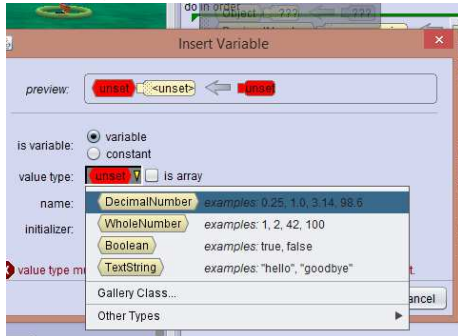 do in order
Object ??? ???
Insert Variable
preview: unset <unset> unset
is variable: variable
constant
value type: unset is array
name: DecimalNumber examples: 0.25, 1.0, 3.14, 98.6
initializer: WholeNumber examples: 1, 2, 42, 100
Boolean examples: true, false
value type mu TextString examples: "hello", "goodbye" t.
Gallery Class...
ancel
Other Types